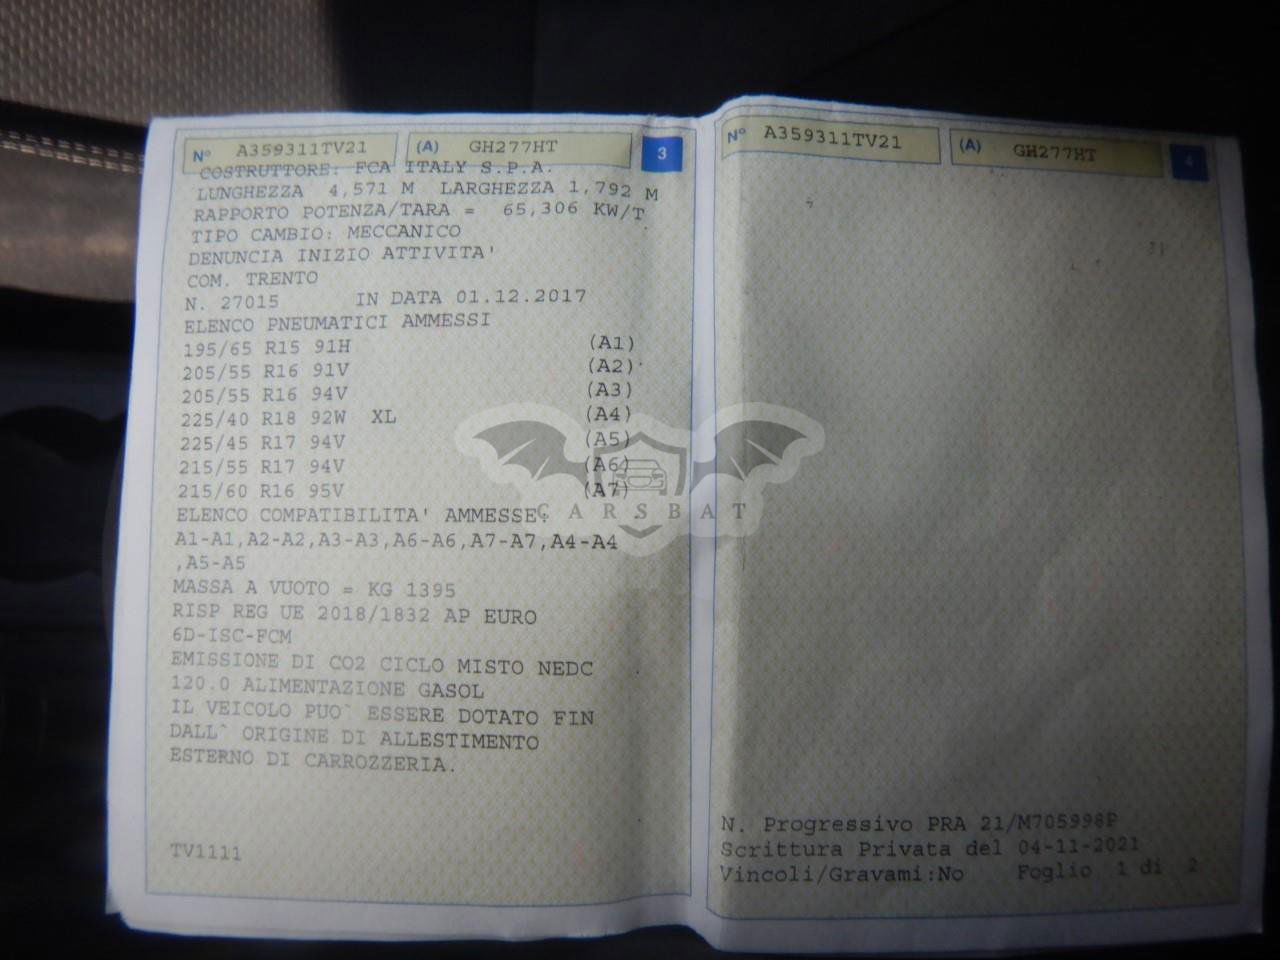 N° A359311TV21 (A) GH277HT 3
COSTRUTTORE: FCA ITALY S.P.A.
LUNGHEZZA 4,571 M LARGHEZZA 1,792 M
RAPPORTO POTENZA/TARA = 65,306 KW/T
TIPO CAMBIO: MECCANICO
DENUNCIA INIZIO ATTIVITA'
COM. TRENTO
N. 27015 IN DATA 01.12.2017
ELENCO PNEUMATICI AMMESSI
195/65 R15 91H (A1)
205/55 R16 91V (A2)
205/55 R16 94V (A3)
225/40 R18 92W XL (A4)
225/45 R17 94V (A5)
215/55 R17 94V (A6)
215/60 R16 95V (A7)
ELENCO COMPATIBILITA' AMMESSE:
A1-A1,A2-A2,A3-A3,A6-A6,A7-A7,A4-A4
,A5-A5
MASSA A VUOTO = KG 1395
RISP REG UE 2018/1832 AP EURO
6D-ISC-FCM
EMISSIONE DI CO2 CICLO MISTO NEDC
120.0 ALIMENTAZIONE GASOL
IL VEICOLO PUO` ESSERE DOTATO FIN
DALL` ORIGINE DI ALLESTIMENTO
ESTERNO DI CARROZZERIA.
TV1111
N° A359311TV21 (A) GH277HT 4
N. Progressivo PRA 21/M705998P
Scrittura Privata del 04-11-2021
Vincoli/Gravami:No Foglio 1 di 2
CARSBAT